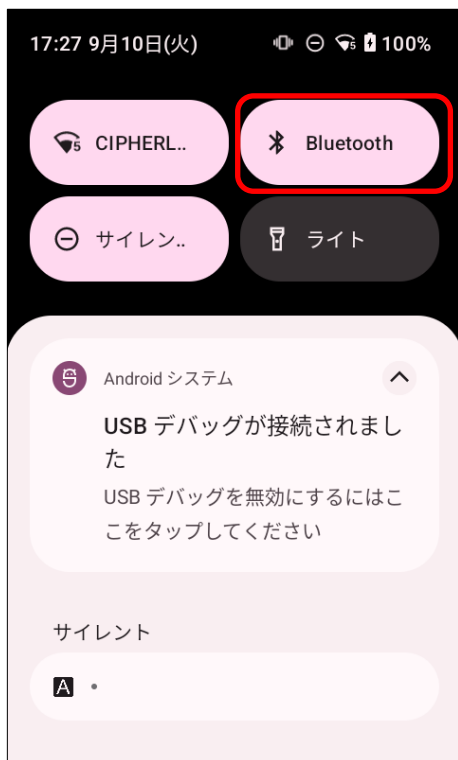 17:27 9月10日(火) 100%
5 CIPHERL.. Bluetooth
サイレン.. ライト
Android システム
USB デバッグが接続されまし
た
USB デバッグを無効にするにはこ
こをタップしてください
サイレント
A •